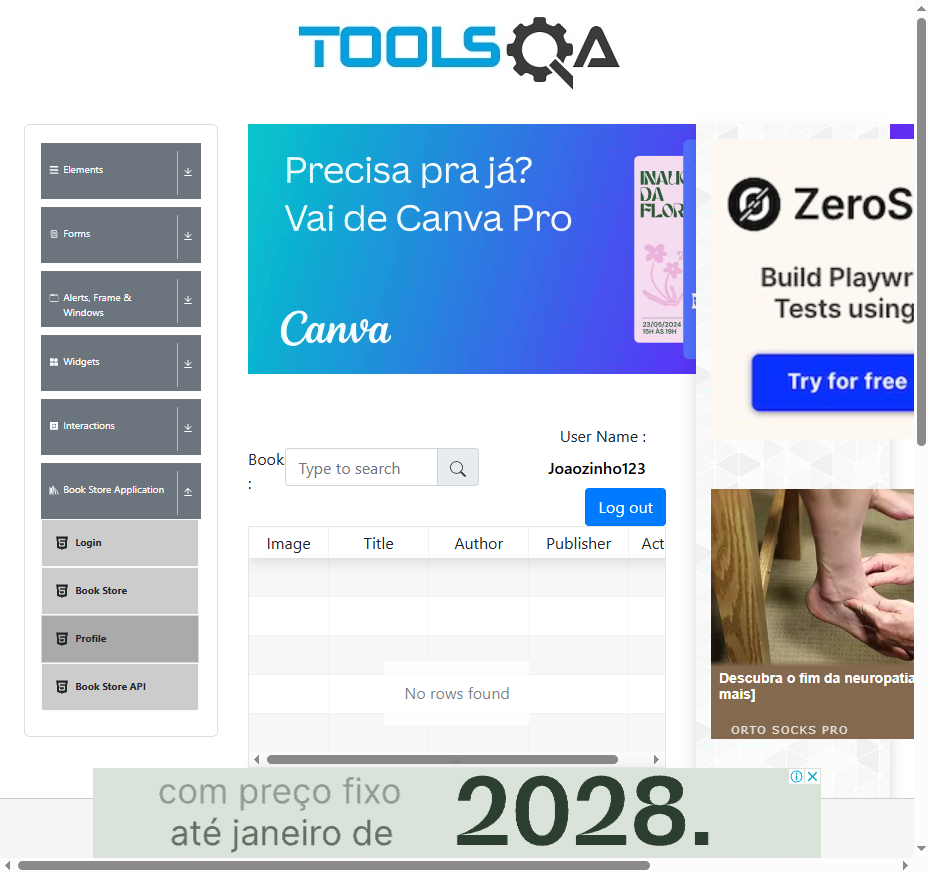 TOOLSQA
Elements
Forms
Alerts, Frame &
Windows
Widgets
Interactions
Book Store Application
Login
Book Store
Profile
Book Store API
Precisa pra já?
Vai de Canva Pro
Canva
DA
FLOR
23/05/2024
15H ÀS 19H
ZeroS
Build Playwr
Tests using
Try for free
User Name :
Book
:
Type to search
Joaozinho123
Log out
Image Title Author Publisher Act
No rows found
Descubra o fim da neuropatia
mais]
ORTO SOCKS PRO
com preço fixo
até janeiro de
2028.